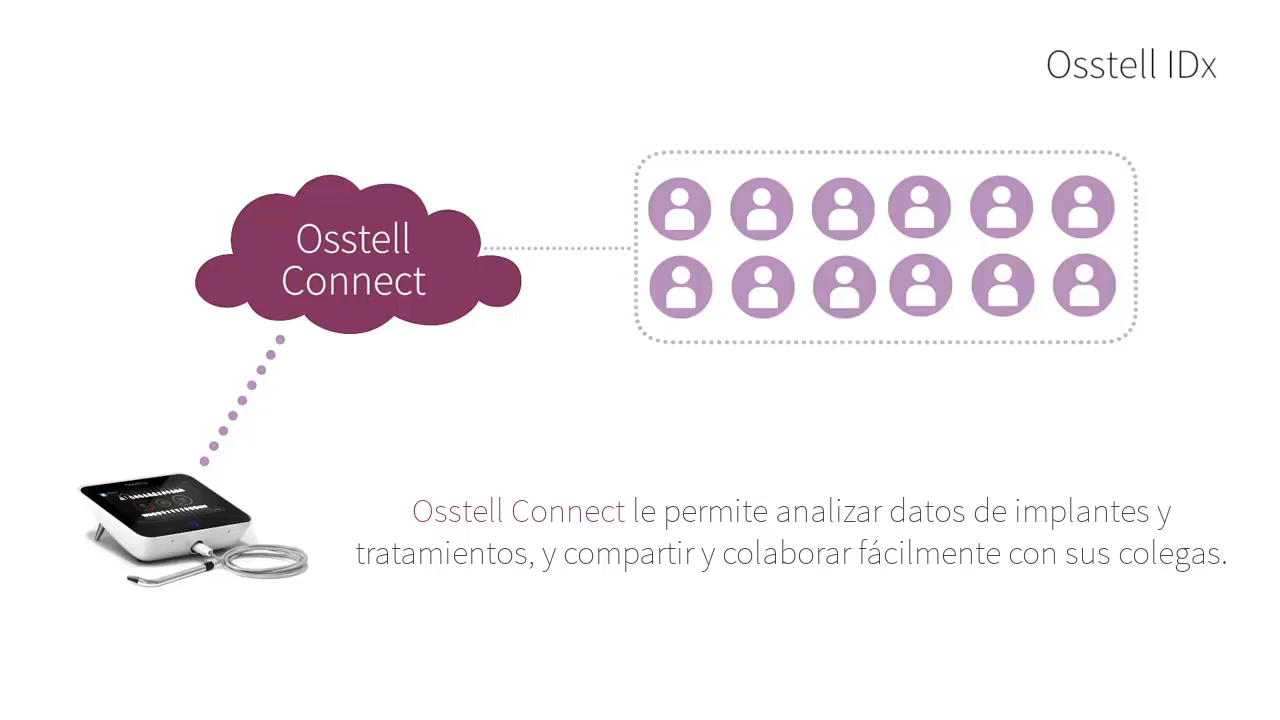 Osstell IDx
Osstell
Connect
Osstell Connect le permite analizar datos de implantes y
tratamientos, y compartir y colaborar fácilmente con sus colegas.